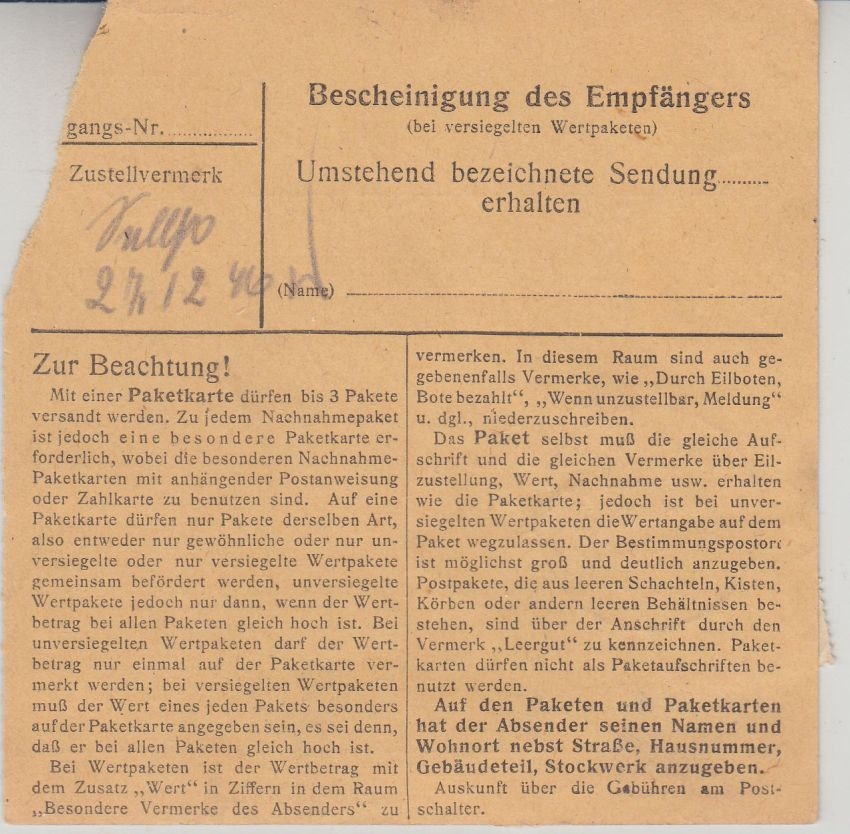 gangs-Nr.
Zustellvermerk
27/12 46
Bescheinigung des Empfängers
(bei versiegelten Wertpaketen)
Umstehend bezeichnete Sendung
erhalten
(Name)
Zur Beachtung!
Mit einer Paketkarte dürfen bis 3 Pakete
versandt werden. Zu jedem Nachnahmepaket
ist jedoch eine besondere Paketkarte er-
forderlich, wobei die besonderen Nachnahme-
Paketkarten mit anhängender Postanweisung
oder Zahlkarte zu benutzen sind. Auf eine
Paketkarte dürfen nur Pakete derselben Art,
also entweder nur gewöhnliche oder nur un-
versiegelte oder nur versiegelte Wertpakete
gemeinsam befördert werden, unversiegelte
Wertpakete jedoch nur dann, wenn der Wert-
betrag bei allen Paketen gleich hoch ist. Bei
unversiegelten Wertpaketen darf der Wert-
betrag nur einmal auf der Paketkarte ver-
merkt werden; bei versiegelten Wertpaketen
muß der Wert eines jeden Pakets besonders
auf der Paketkarte angegeben sein, es sei denn,
daß er bei allen Paketen gleich hoch ist.
Bei Wertpaketen ist der Wertbetrag mit
dem Zusatz „Wert“ in Ziffern in dem Raum
„Besondere Vermerke des Absenders“ zu
vermerken. In diesem Raum sind auch ge-
gebenenfalls Vermerke, wie „Durch Eilboten,
Bote bezahlt“, „Wenn unzustellbar, Meldung“
u. dgl., niederzuschreiben.
Das Paket selbst muß die gleiche Auf-
schrift und die gleichen Vermerke über Eil-
zustellung, Wert, Nachnahme usw. erhalten
wie die Paketkarte; jedoch ist bei unver-
siegelten Wertpaketen die Wertangabe auf dem
Paket wegzulassen. Der Bestimmungspostort
ist möglichst groß und deutlich anzugeben.
Postpakete, die aus leeren Schachteln, Kisten,
Körben oder andern leeren Behältnissen be-
stehen, sind über der Anschrift durch den
Vermerk „Leergut“ zu kennzeichnen. Paket-
karten dürfen nicht als Paketaufschriften be-
nutzt werden.
Auf den Paketen und Paketkarten
hat der Absender seinen Namen und
Wohnort nebst Straße, Hausnummer,
Gebäudeteil, Stockwerk anzugeben.
Auskunft über die Gebühren am Post-
schalter.